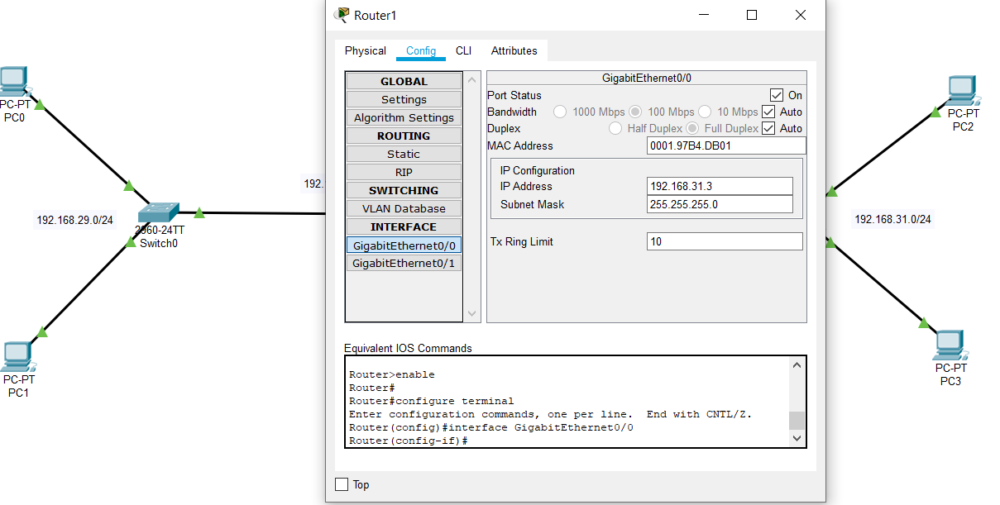 Router1
Physical Config CLI Attributes
GLOBAL
Settings
Algorithm Settings
ROUTING
Static
RIP
SWITCHING
VLAN Database
INTERFACE
GigabitEthernet0/0
GigabitEthernet0/1
GigabitEthernet0/0
Port Status On
Bandwidth 1000 Mbps 100 Mbps 10 Mbps Auto
Duplex Half Duplex Full Duplex Auto
MAC Address 0001.97B4.DB01
IP Configuration
IP Address 192.168.31.3
Subnet Mask 255.255.255.0
Tx Ring Limit 10
Equivalent IOS Commands
Router>enable
Router#
Router#configure terminal
Enter configuration commands, one per line. End with CNTL/Z.
Router(config)#interface GigabitEthernet0/0
Router(config-if)#
Top
PC-PT
PC0
192.168.29.0/24
2960-24TT
Switch0
192.
PC-PT
PC1
PC-PT
PC2
192.168.31.0/24
PC-PT
PC3